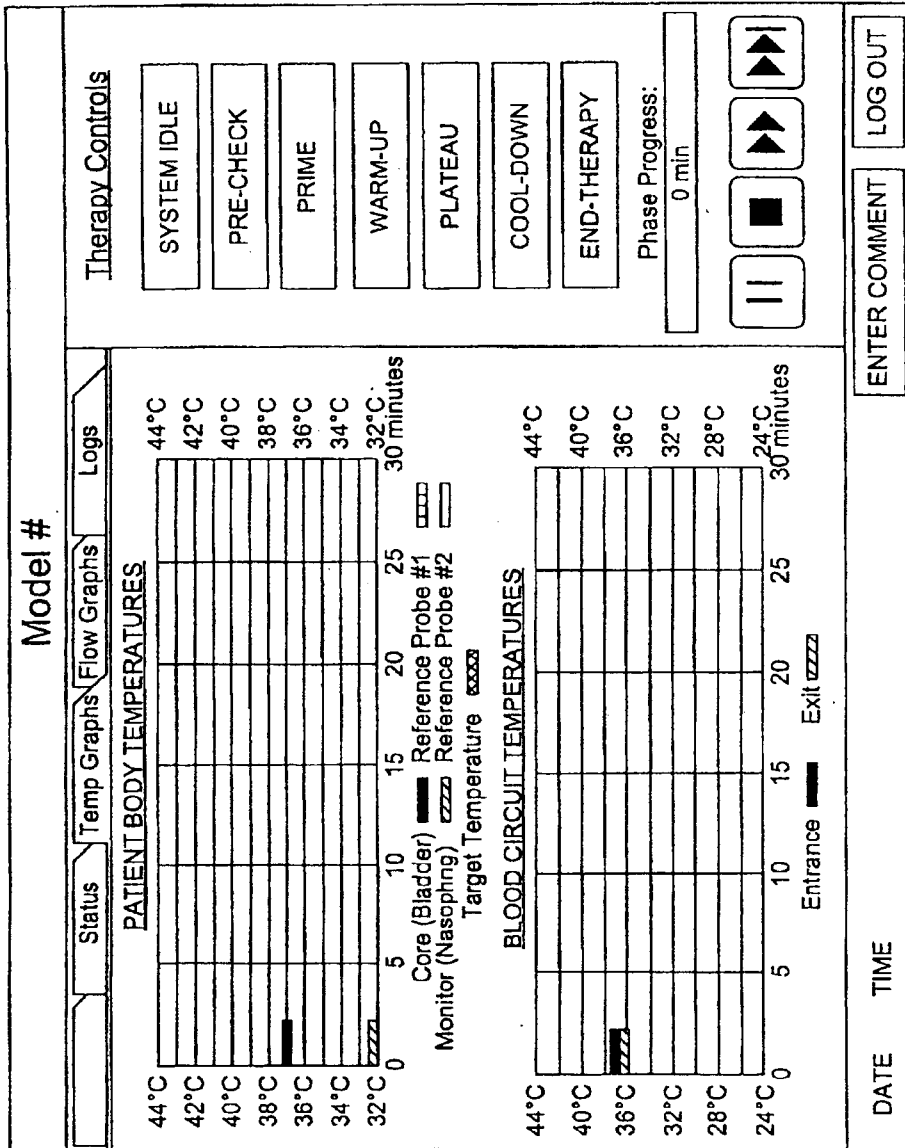 Model #
Status
Temp Graphs
Flow Graphs
Logs
PATIENT BODY TEMPERATURES
44°C
42°C
40°C
38°C
36°C
34°C
32°C
44°C
42°C
40°C
38°C
36°C
34°C
32°C
0 5 10 15 20 25 30 minutes
Core (Bladder) Reference Probe #1
Monitor (Nasophng) Reference Probe #2
Target Temperature
BLOOD CIRCUIT TEMPERATURES
44°C
40°C
36°C
32°C
28°C
24°C
44°C
40°C
36°C
32°C
28°C
24°C
0 5 10 15 20 25 30 minutes
Entrance Exit
Therapy Controls
SYSTEM IDLE
PRE-CHECK
PRIME
WARM-UP
PLATEAU
COOL-DOWN
END-THERAPY
Phase Progress:
0 min
DATE TIME
ENTER COMMENT
LOG OUT